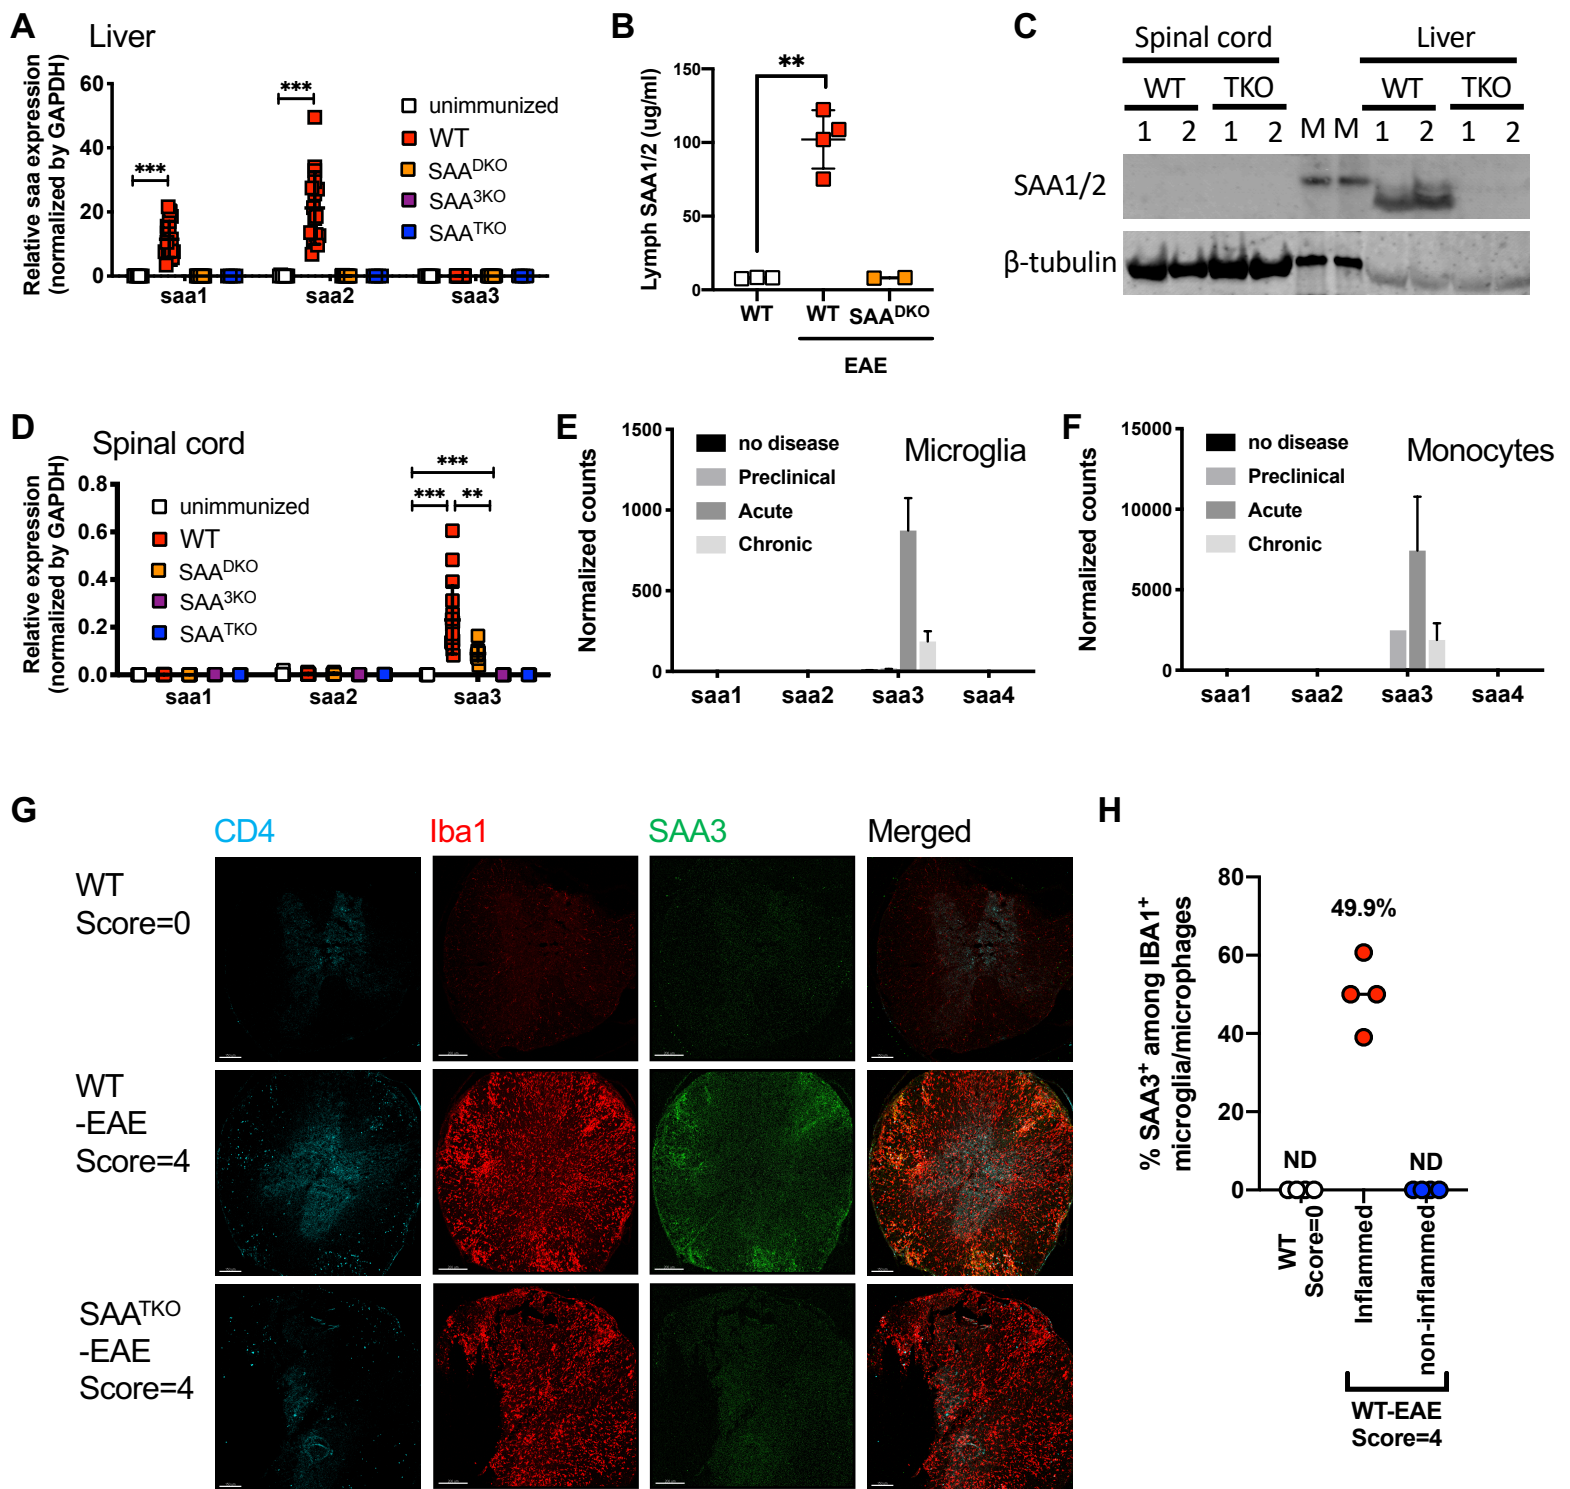 A
Liver
Relative saa expression
(normalized by GAPDH)
60
40
20
0
***
***
unimmunized
WT
SAADKO
SAA3KO
SAATKO
saa1
saa2
saa3
B
Lymph SAA1/2 (ug/ml)
150
100
50
0
**
WT
WT
SAADKO
EAE
C
Spinal cord
Liver
WT
TKO
WT
TKO
1 2 1 2 M M 1 2 1 2
SAA1/2
β-tubulin
D
Spinal cord
Relative expression
(normalized by GAPDH)
0.8
0.6
0.4
0.2
0.0
unimmunized
WT
SAADKO
SAA3KO
SAATKO
***
*** **
saa1
saa2
saa3
E
Microglia
Normalized counts
1500
1000
500
0
no disease
Preclinical
Acute
Chronic
saa1
saa2
saa3
saa4
F
Monocytes
Normalized counts
15000
10000
5000
0
no disease
Preclinical
Acute
Chronic
saa1
saa2
saa3
saa4
G
CD4
Iba1
SAA3
Merged
WT
Score=0
WT
-EAE
Score=4
SAATKO
-EAE
Score=4
H
% SAA3+ among IBA1+
microglia/microphages
80
60
40
20
0
49.9%
ND
ND
WT
Score=0
Inflammed
non-inflammed
WT-EAE
Score=4